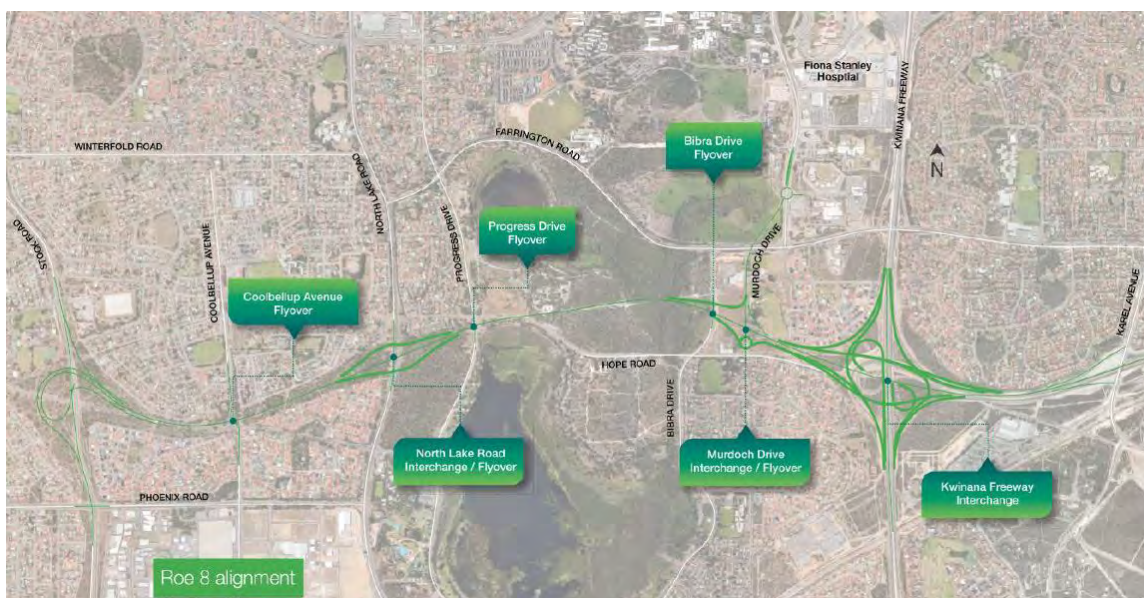 Fiona Stanley
Hospital
KWINANA FREEWAY
FARRINGTON ROAD
Bibra Drive
Flyover
WINTERFOLD ROAD
N
NORTH LAKE ROAD
STOCK ROAD
COOLBELLUP AVENUE
PROGRESS DRIVE
Progress Drive
Flyover
MURDOCH DRIVE
KAREL AVENUE
Coolbellup Avenue
Flyover
HOPE ROAD
BIBRA DRIVE
North Lake Road
Interchange / Flyover
Murdoch Drive
Interchange / Flyover
Kwinana Freeway
Interchange
PHOENIX ROAD
Roe 8 alignment